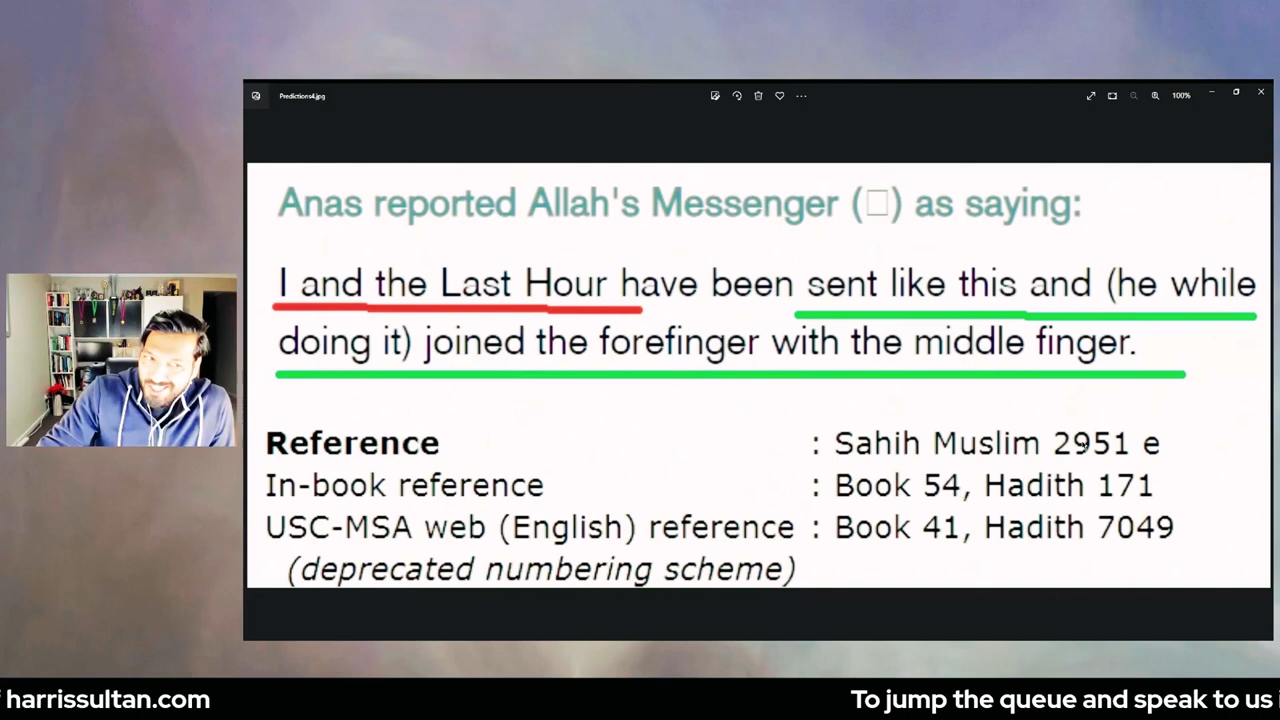 Predictions4.jpg
100%
Anas reported Allah's Messenger (□) as saying:
I and the Last Hour have been sent like this and (he while
doing it) joined the forefinger with the middle finger.
Reference : Sahih Muslim 2951 e
In-book reference : Book 54, Hadith 171
USC-MSA web (English) reference : Book 41, Hadith 7049
(deprecated numbering scheme)
harrissultan.com To jump the queue and speak to us